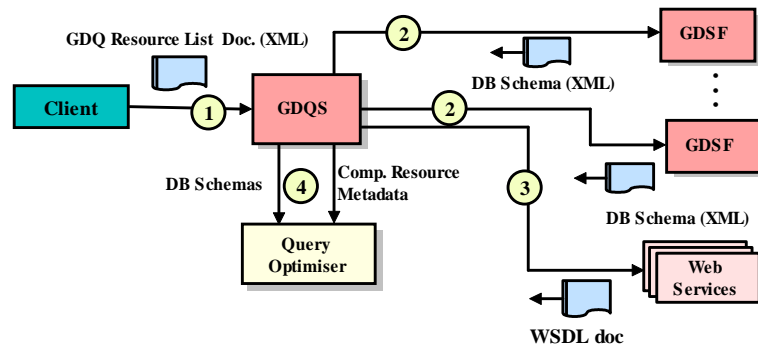 GDQ Resource List Doc. (XML)
2
GDSF
DB Schema (XML)
Client
1
GDQS
2
GDSF
DB Schemas
4
Comp. Resource
Metadata
3
DB Schema (XML)
Query
Optimiser
Web
Services
WSDL doc